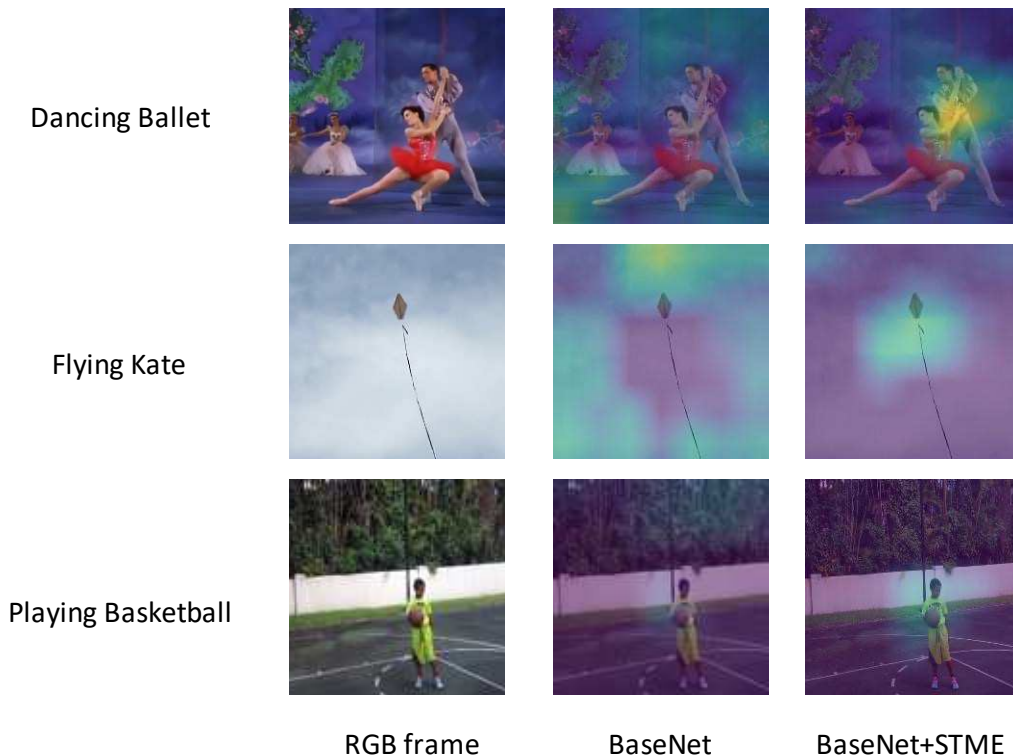 Dancing Ballet
Flying Kate
Playing Basketball
RGB frame
BaseNet
BaseNet+STME